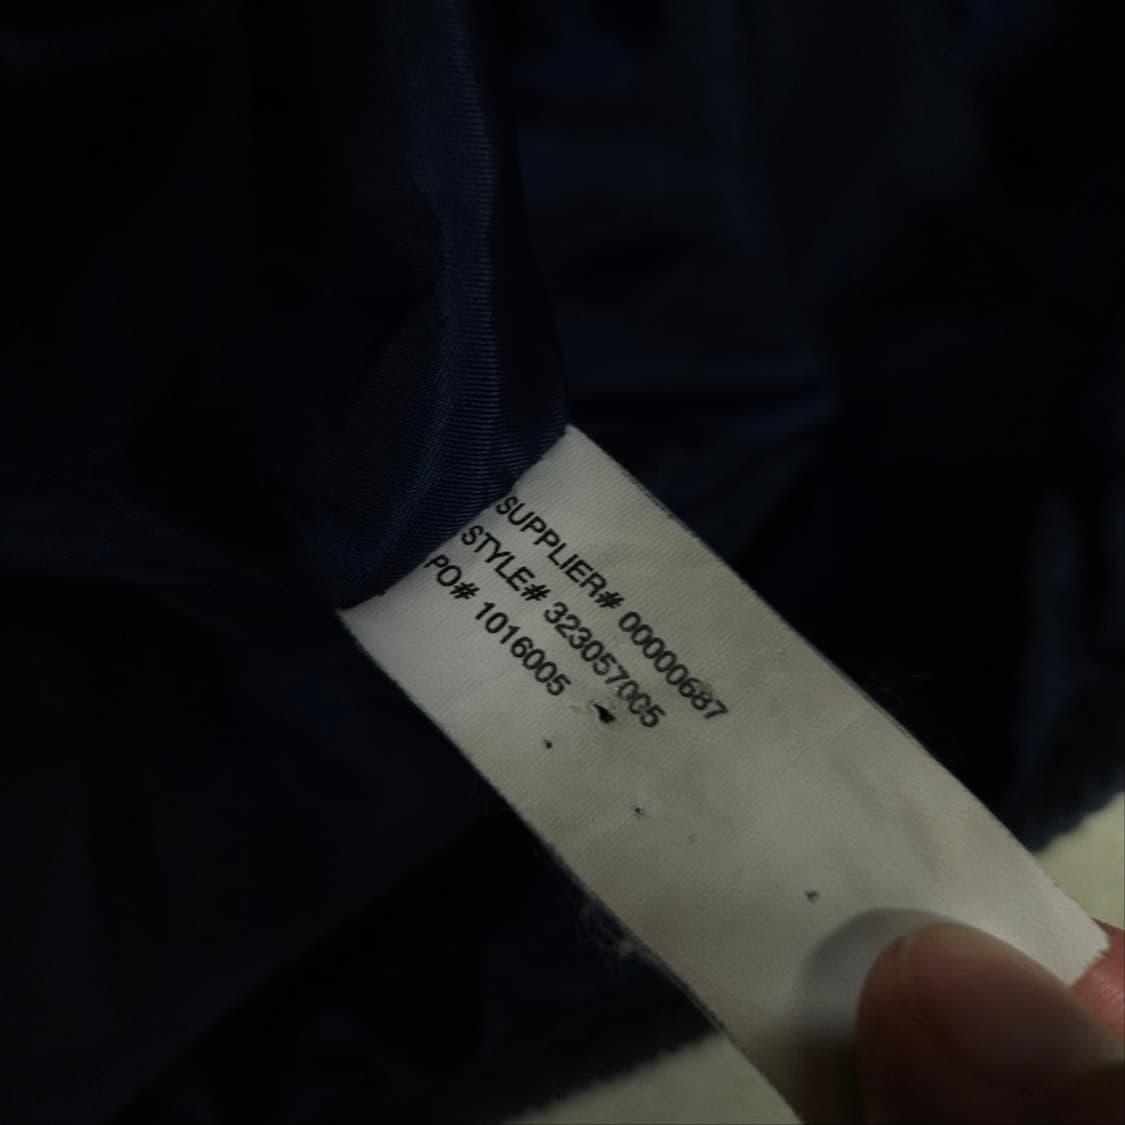 SUPPLIER# 00000687
STYLE# 323057005
PO# 1016005